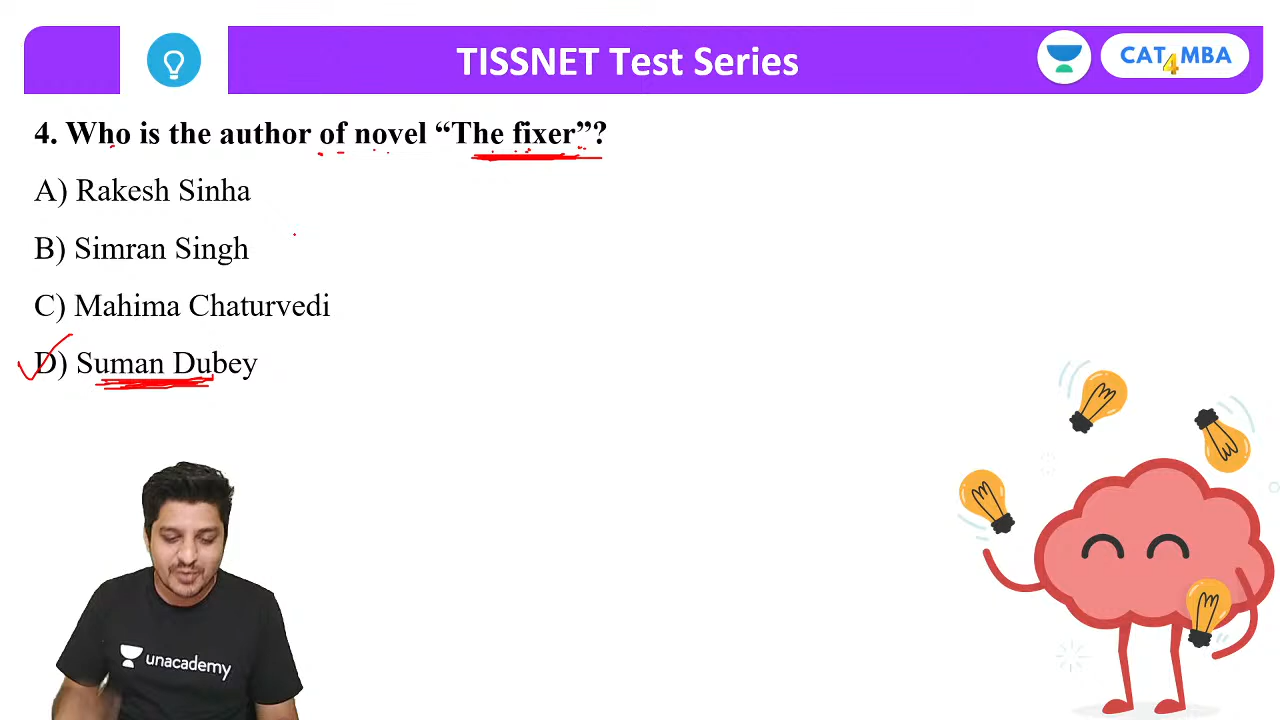 TISSNET Test Series
CAT4MBA
4. Who is the author of novel “The fixer”?
A) Rakesh Sinha
B) Simran Singh
C) Mahima Chaturvedi
D) Suman Dubey
unacademy